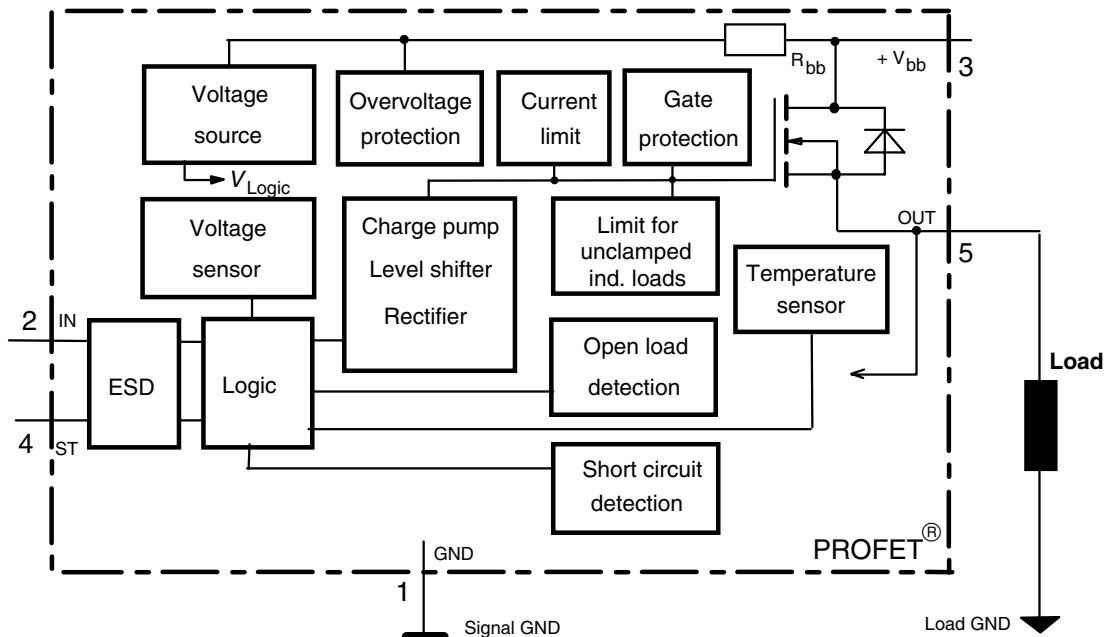 R bb
+ V bb
3
Voltage
source
Overvoltage
protection
Current
limit
Gate
protection
V Logic
Voltage
sensor
Charge pump
Level shifter
Rectifier
Limit for
unclamped
ind. loads
OUT
5
Temperature
sensor
2
IN
ESD
Logic
Open load
detection
Load
4
ST
Short circuit
detection
PROFET®
GND
1
Signal GND
Load GND